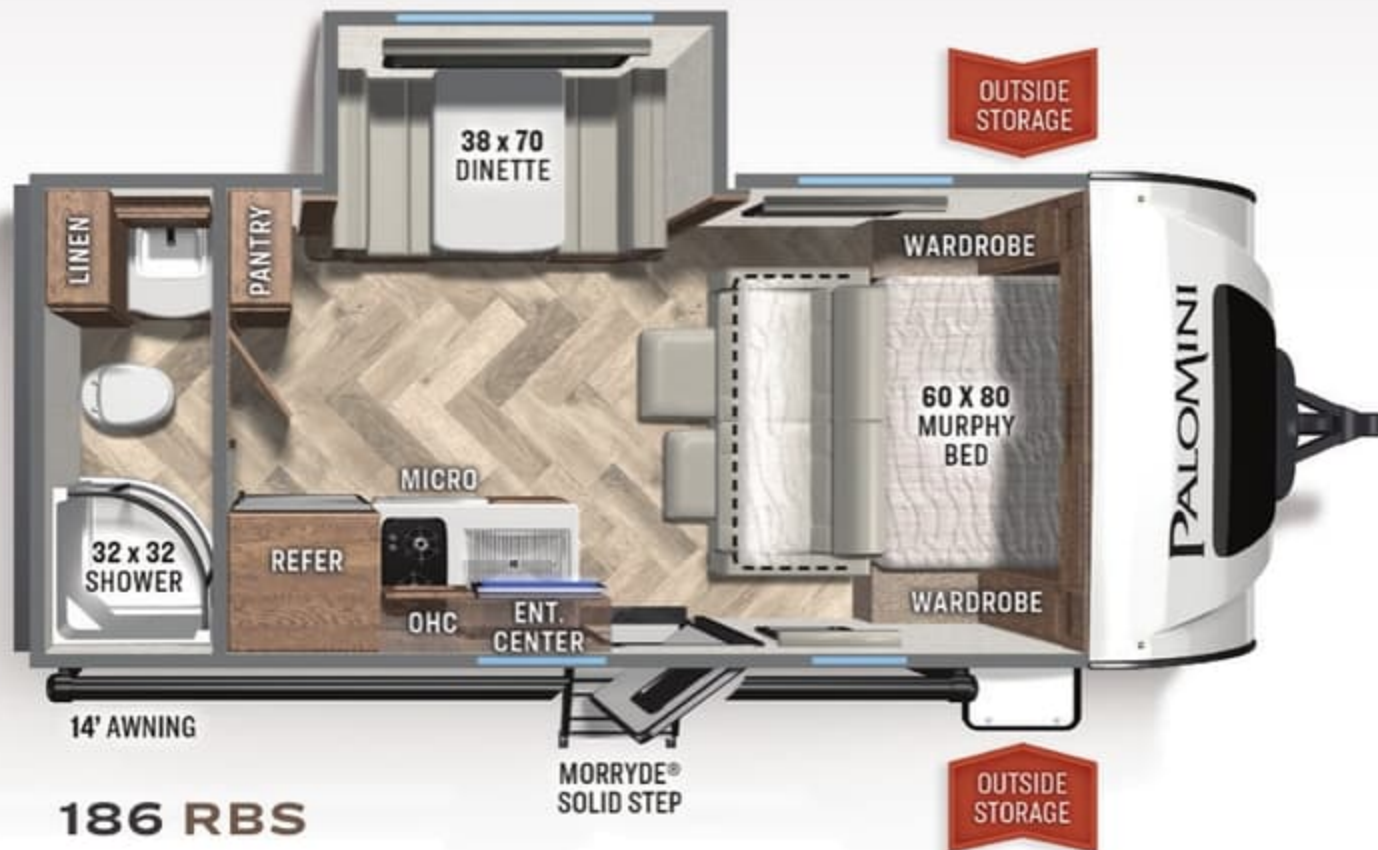 OUTSIDE
STORAGE
38 x 70
DINETTE
LINEN
PANTRY
WARDROBE
PALOMINI
60 X 80
MURPHY
BED
MICRO
32 x 32
SHOWER
REFER
OHC
ENT.
CENTER
WARDROBE
14' AWNING
MORRYDE®
SOLID STEP
OUTSIDE
STORAGE
186 RBS